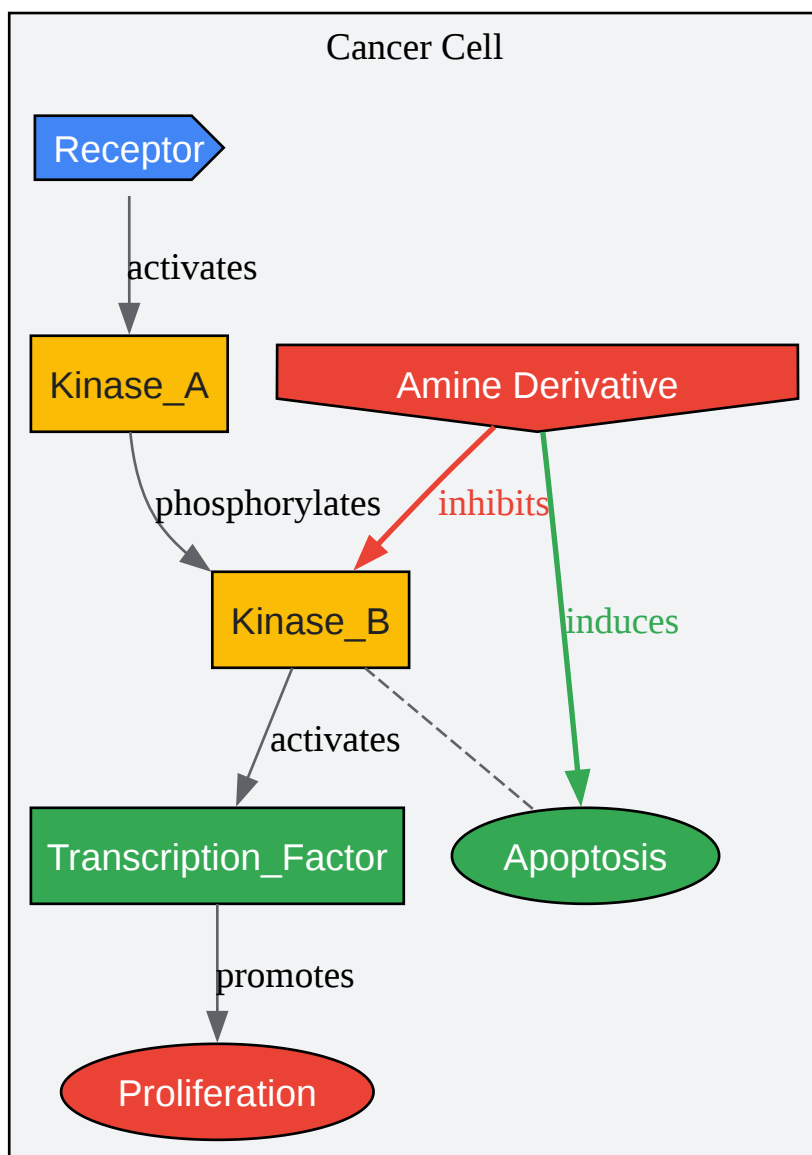 Cancer Cell
Receptor
activates
Kinase_A
Amine Derivative
phosphorylates
inhibits
Kinase_B
induces
activates
Transcription_Factor
Apoptosis
promotes
Proliferation